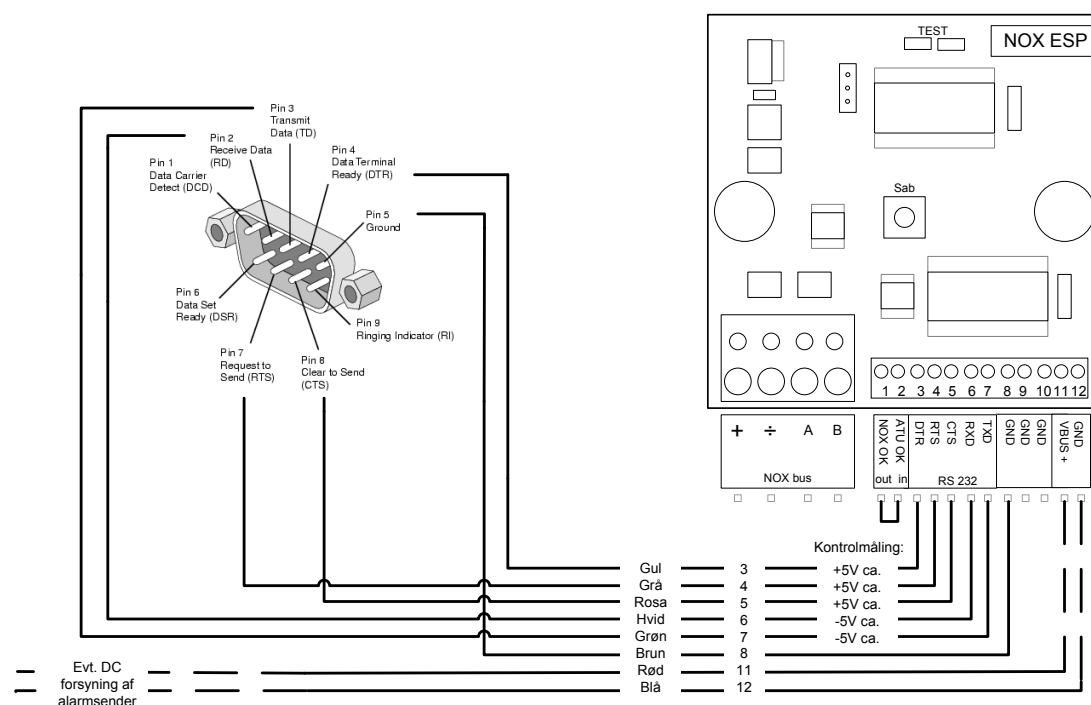 TEST
NOX ESP
Pin 3
Transmit
Data (TD)
Pin 2
Receive Data
(RD)
Pin 4
Data Terminal
Ready (DTR)
Pin 1
Data Carrier
Detect (DCD)
Pin 5
Ground
Sab
Pin 6
Data Set
Ready (DSR)
Pin 9
Ringing Indicator (RI)
Pin 7
Request to
Send (RTS)
Pin 8
Clear to Send
(CTS)
1 2 3 4 5 6 7 8 9 10 11 12
+ ÷ A B
NOX bus
NOX OK
ATU OK
DTR
RTS
CTS
RXD
TXD
GND
GND
GND
VBUS +
GND
out in
RS 232
Kontrolmåling:
Gul 3 +5V ca.
Grå 4 +5V ca.
Rosa 5 +5V ca.
Hvid 6 -5V ca.
Grøn 7 -5V ca.
Brun 8
Rød 11
Blå 12
Evt. DC
forsyning af
alarmsender